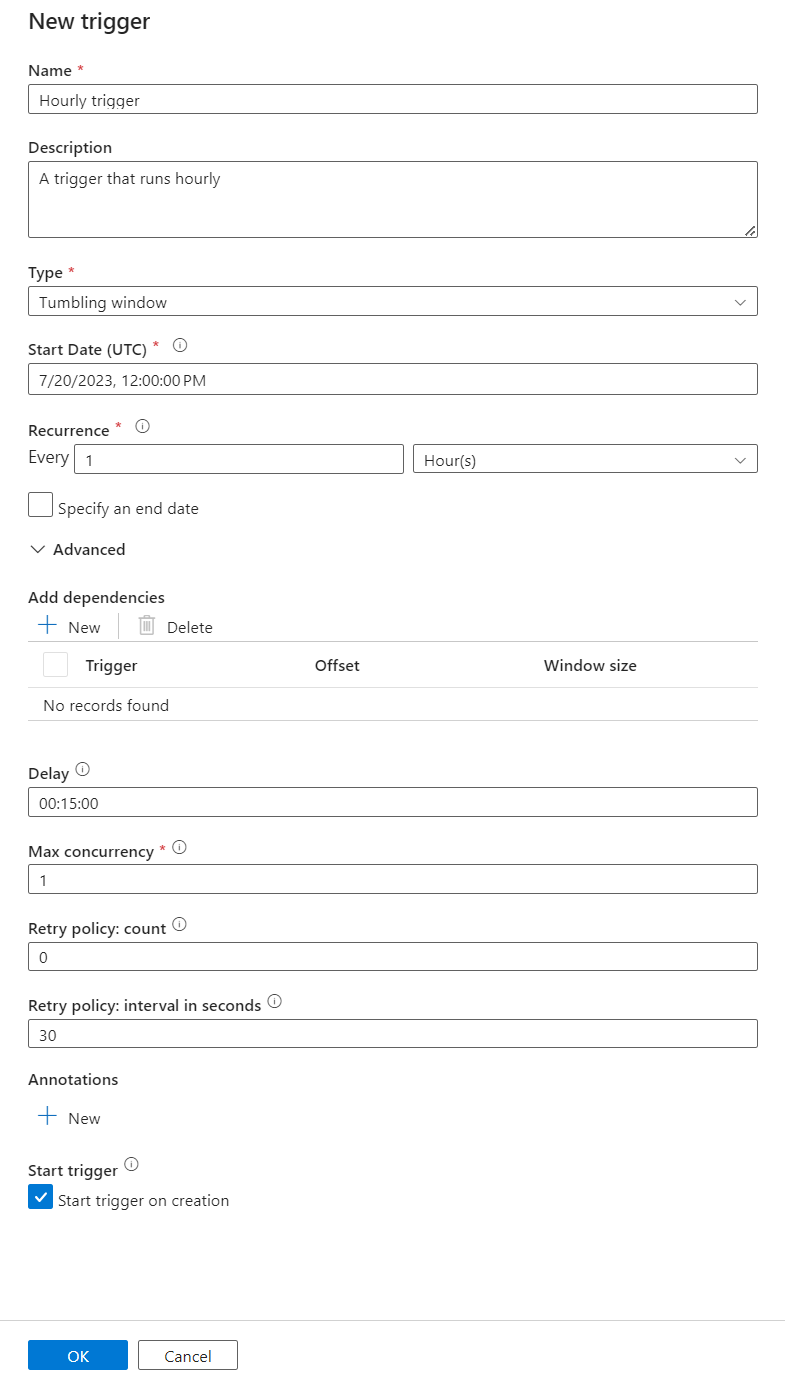 New trigger
Name *
Hourly trigger
Description
A trigger that runs hourly
Type *
Tumbling window
Start Date (UTC) *
7/20/2023, 12:00:00 PM
Recurrence *
Every 1 Hour(s)
Specify an end date
Advanced
Add dependencies
New Delete
Trigger Offset Window size
No records found
Delay
00:15:00
Max concurrency *
1
Retry policy: count
0
Retry policy: interval in seconds
30
Annotations
New
Start trigger
Start trigger on creation
OK Cancel